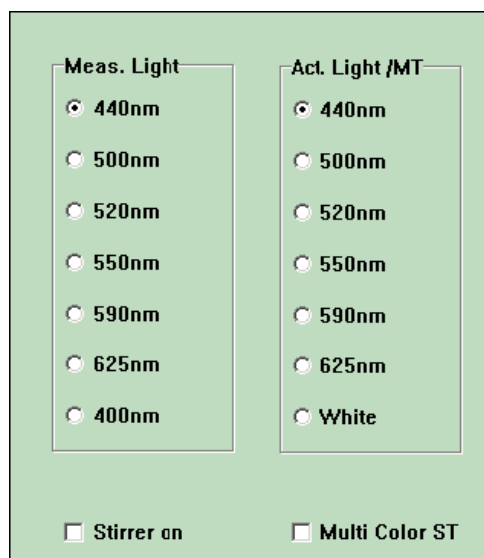 Meas. Light
440nm
500nm
520nm
550nm
590nm
625nm
400nm
Act. Light /MT
440nm
500nm
520nm
550nm
590nm
625nm
White
Stirrer on
Multi Color ST